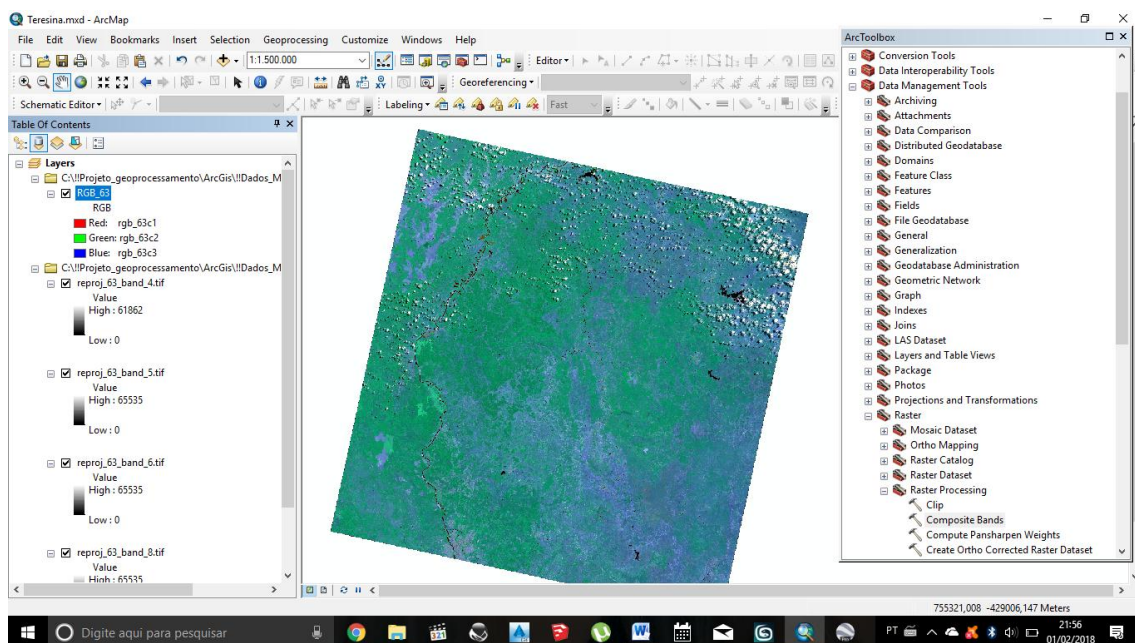 Teresina.mxd - ArcMap
File Edit View Bookmarks Insert Selection Geoprocessing Customize Windows Help
1:1.500.000
Editor
Georeferencing
Schematic Editor
Labeling
Fast
Table Of Contents
Layers
C:\!!Projeto_geoprocessamento\ArcGis\!!Dados_M
RGB_63
RGB
Red: rgb_63c1
Green: rgb_63c2
Blue: rgb_63c3
C:\!!Projeto_geoprocessamento\ArcGis\!!Dados_M
reproj_63_band_4.tif
Value
High : 61862
Low : 0
reproj_63_band_5.tif
Value
High : 65535
Low : 0
reproj_63_band_6.tif
Value
High : 65535
Low : 0
reproj_63_band_8.tif
Value
High : 65535
ArcToolbox
Conversion Tools
Data Interoperability Tools
Data Management Tools
Archiving
Attachments
Data Comparison
Distributed Geodatabase
Domains
Feature Class
Features
Fields
File Geodatabase
General
Generalization
Geodatabase Administration
Geometric Network
Graph
Indexes
Joins
LAS Dataset
Layers and Table Views
Package
Photos
Projections and Transformations
Raster
Mosaic Dataset
Ortho Mapping
Raster Catalog
Raster Dataset
Raster Processing
Clip
Composite Bands
Compute Pansharpen Weights
Create Ortho Corrected Raster Dataset
755321,008 -429006,147 Meters
Digite aqui para pesquisar
PT
21:56
01/02/2018